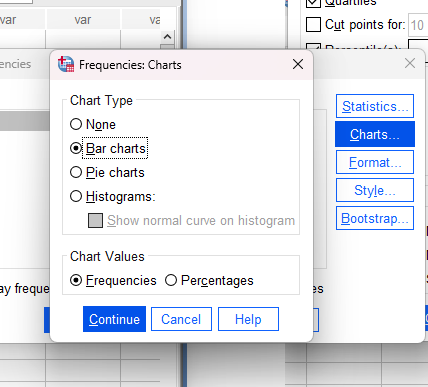 var
var
va
Quartiles
Cut points for: 10
encies
Frequencies: Charts
Chart Type
None
Bar charts
Pie charts
Histograms:
Show normal curve on histogram
Chart Values
Frequencies
Percentages
Continue
Cancel
Help
Statistics...
Charts...
Format...
Style...
Bootstrap...
ay freque
es